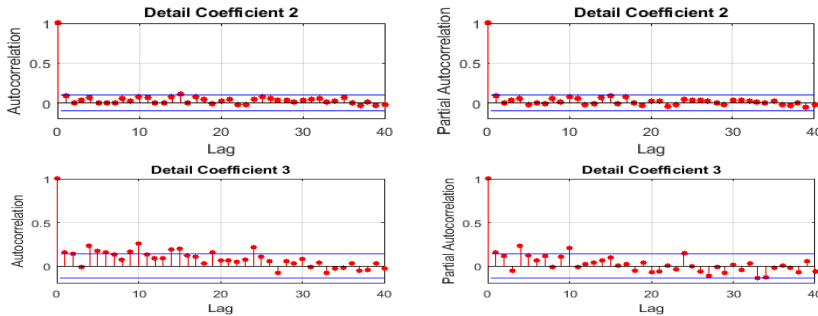 Detail Coefficient 2
Autocorrelation
1
0.5
0
0 10 20 30 40
Lag
Detail Coefficient 2
Partial Autocorrelation
1
0.5
0
0 10 20 30 40
Lag
Detail Coefficient 3
Autocorrelation
1
0.5
0
0 10 20 30 40
Lag
Detail Coefficient 3
Partial Autocorrelation
1
0.5
0
0 10 20 30 40
Lag